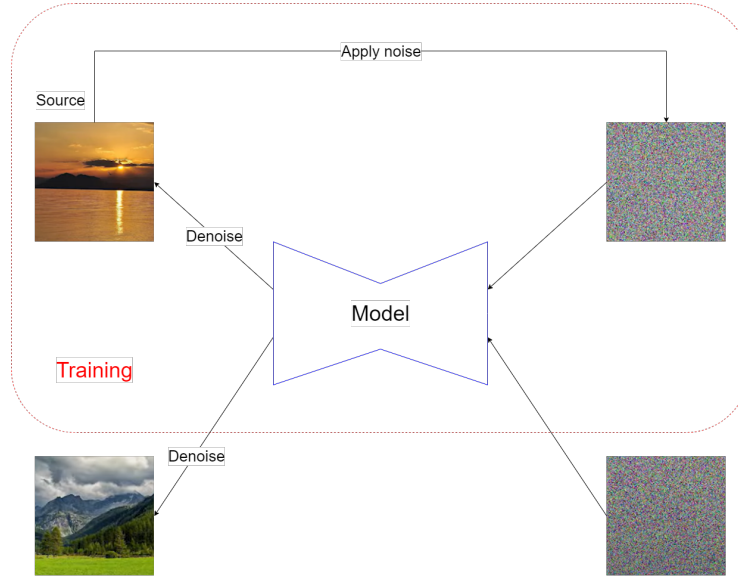 Apply noise
Source
Denoise
Model
Training
Denoise